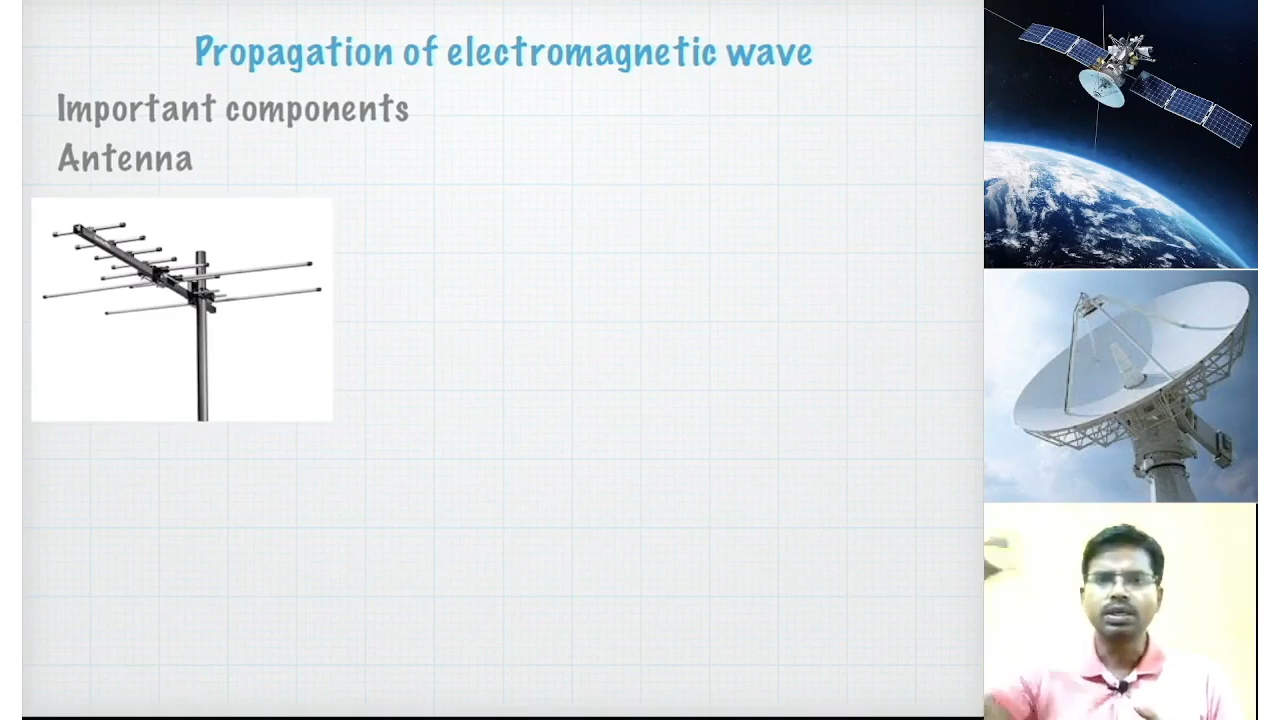 Propagation of electromagnetic wave
Important components
Antenna